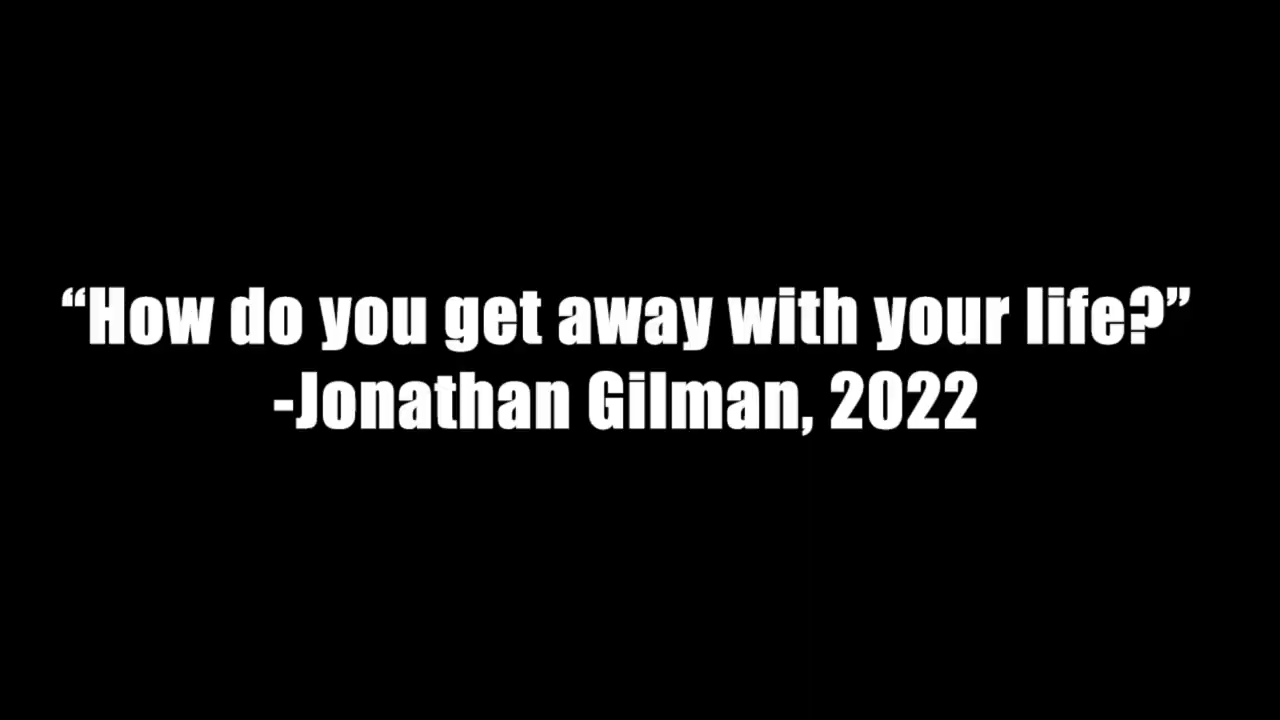 “How do you get away with your life?”
-Jonathan Gilman, 2022